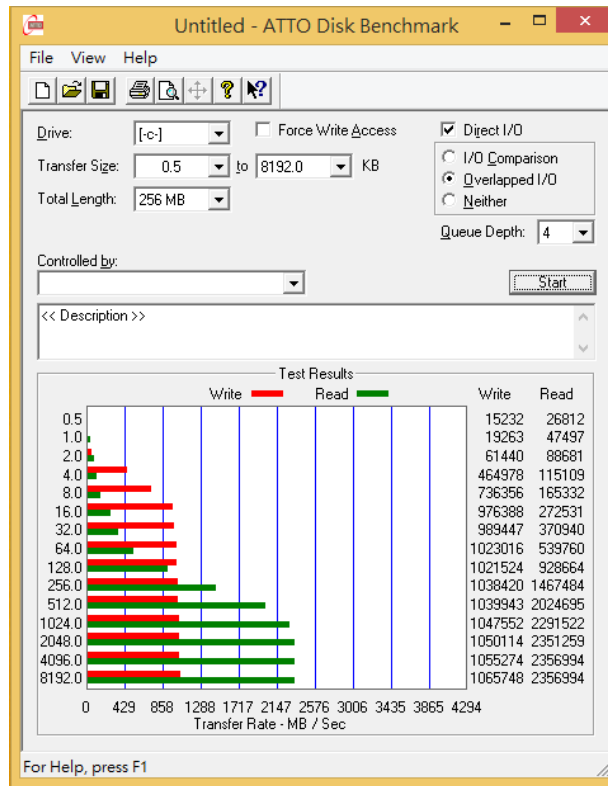 Untitled - ATTO Disk Benchmark
File View Help
Drive: [-c-] Force Write Access Direct I/O
Transfer Size: 0.5 to 8192.0 KB
I/O Comparison
Overlapped I/O
Neither
Total Length: 256 MB
Queue Depth: 4
Controlled by:
Start
<< Description >>
Test Results
Write Read Write Read
0.5 15232 26812
1.0 19263 47497
2.0 61440 88681
4.0 464978 115109
8.0 736356 165332
16.0 976388 272531
32.0 989447 370940
64.0 1023016 539760
128.0 1021524 928664
256.0 1038420 1467484
512.0 1039943 2024695
1024.0 1047552 2291522
2048.0 1050114 2351259
4096.0 1055274 2356994
8192.0 1065748 2356994
0 429 858 1288 1717 2147 2576 3006 3435 3865 4294
Transfer Rate - MB / Sec
For Help, press F1